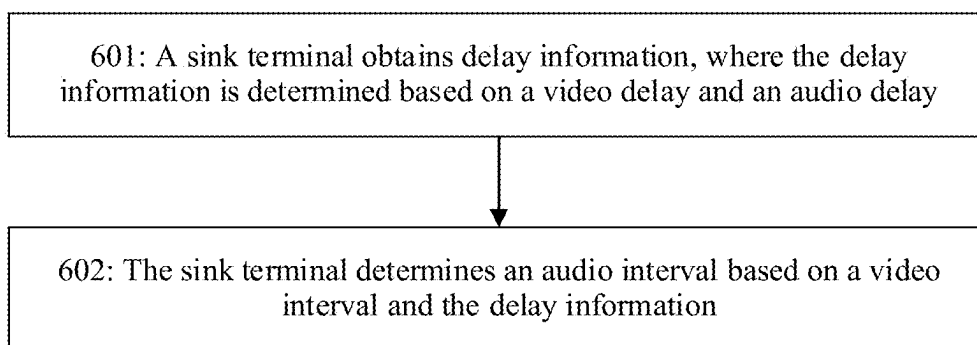 601: A sink terminal obtains delay information, where the delay
information is determined based on a video delay and an audio delay
602: The sink terminal determines an audio interval based on a video
interval and the delay information